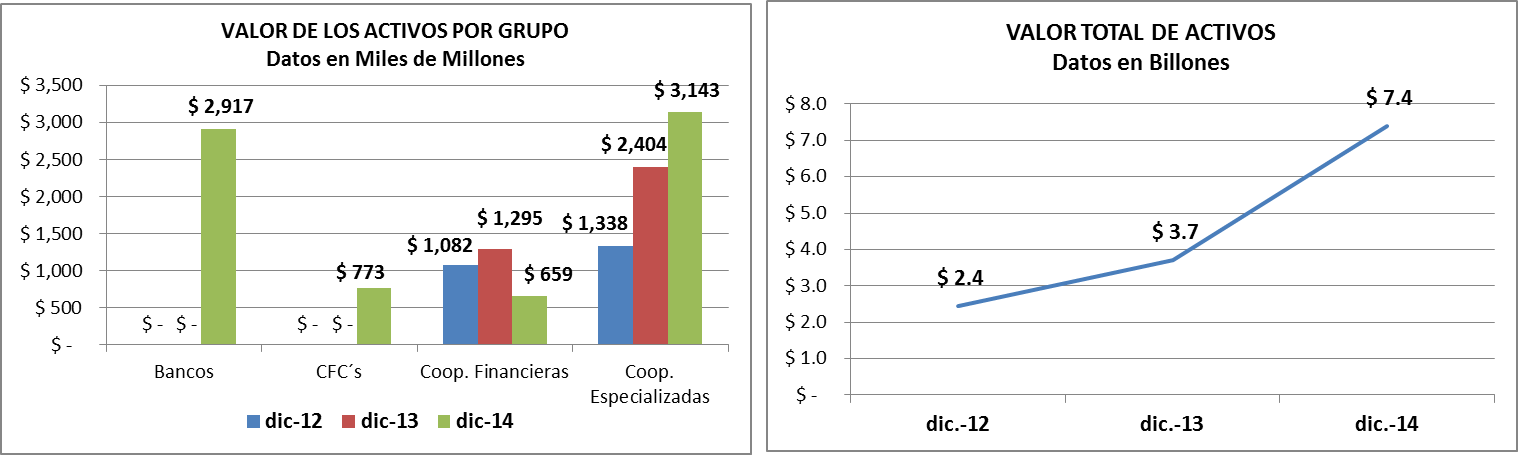 VALOR DE LOS ACTIVOS POR GRUPO
Datos en Miles de Millones
$ 3,500
$ 3,000
$ 2,500
$ 2,000
$ 1,500
$ 1,000
$ 500
$ -
$ - $ - $ 2,917
$ - $ - $ 773
$ 1,082 $ 1,295 $ 659
$ 1,338 $ 2,404 $ 3,143
Bancos
CFC´s
Coop. Financieras
Coop.
Especializadas
dic-12 dic-13 dic-14
VALOR TOTAL DE ACTIVOS
Datos en Billones
$ 8.0
$ 7.0
$ 6.0
$ 5.0
$ 4.0
$ 3.0
$ 2.0
$ 1.0
$ -
$ 2.4
$ 3.7
$ 7.4
dic.-12 dic.-13 dic.-14